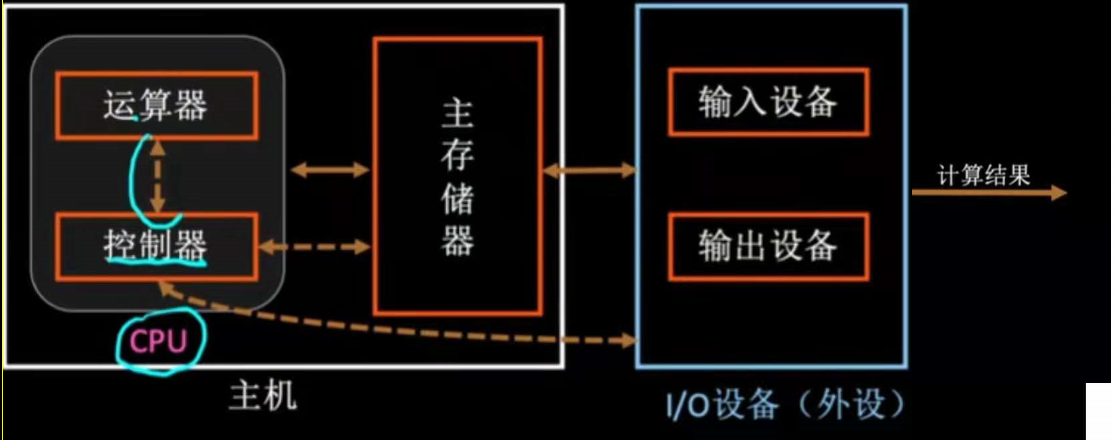 运算器
控制器
CPU
主存储器
主机
输入设备
输出设备
I/O设备（外设）
计算结果